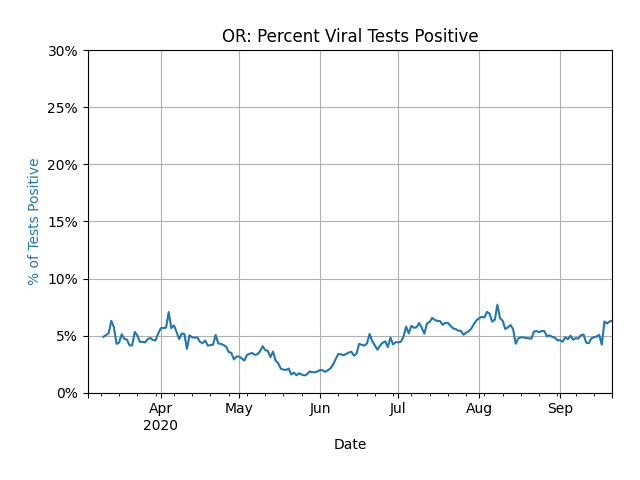 OR: Percent Viral Tests Positive
30%
25%
20%
15%
10%
5%
0%
% of Tests Positive
Apr
2020
May
Jun
Jul
Aug
Sep
Date